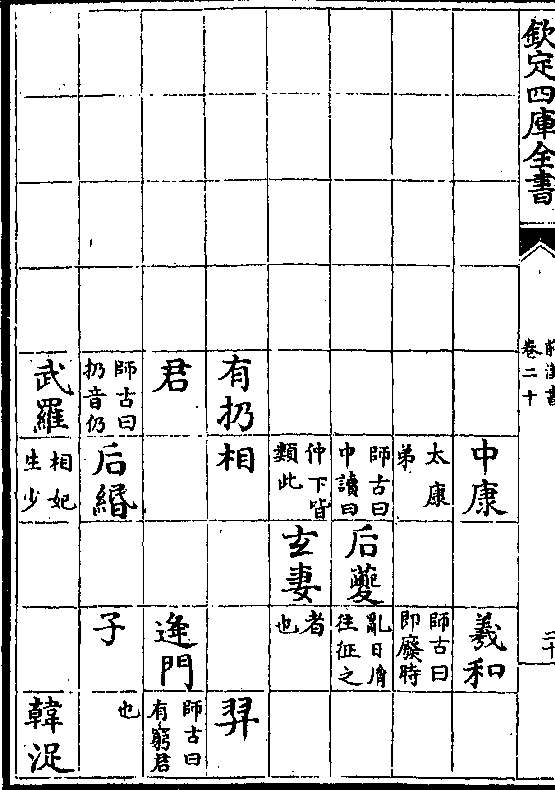 欽定四庫全書
前漢書
卷二十
二十
中康
羲和
太康
弟
師古曰
即廢時
師古曰
中讀曰
后夔
亂日胤
往征之
仲下皆
類此
玄妻
者
也
有扔
相
羿
君
逄門
師古曰
有窮君
師古曰
扔音仍
后緡
子
也
武羅
相妃
生少
韓浞